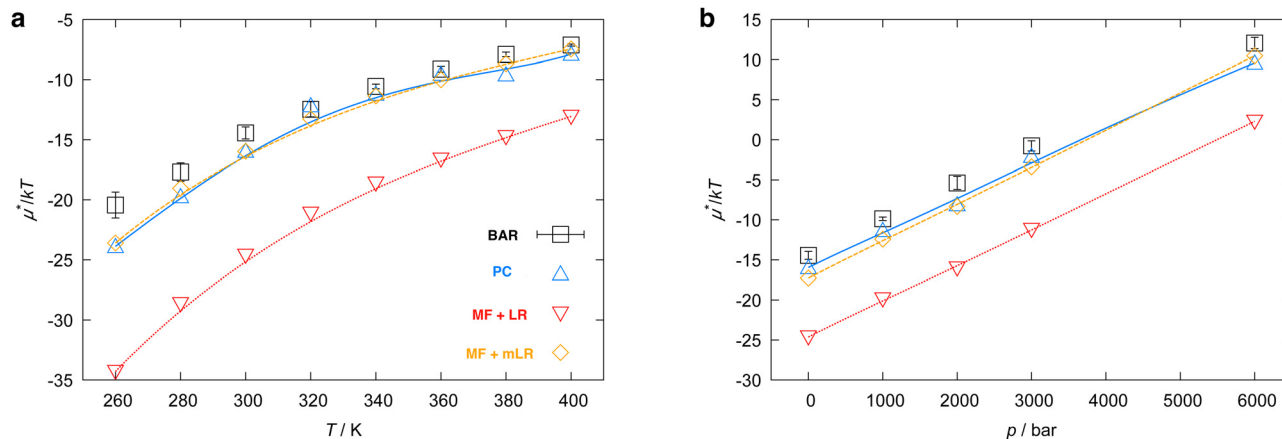 a
μ*/kT
-5
-10
-15
-20
-25
-30
-35
BAR
PC
MF + LR
MF + mLR
260 280 300 320 340 360 380 400
T / K
b
μ*/kT
15
10
5
0
-5
-10
-15
-20
-25
-30
0 1000 2000 3000 4000 5000 6000
p / bar